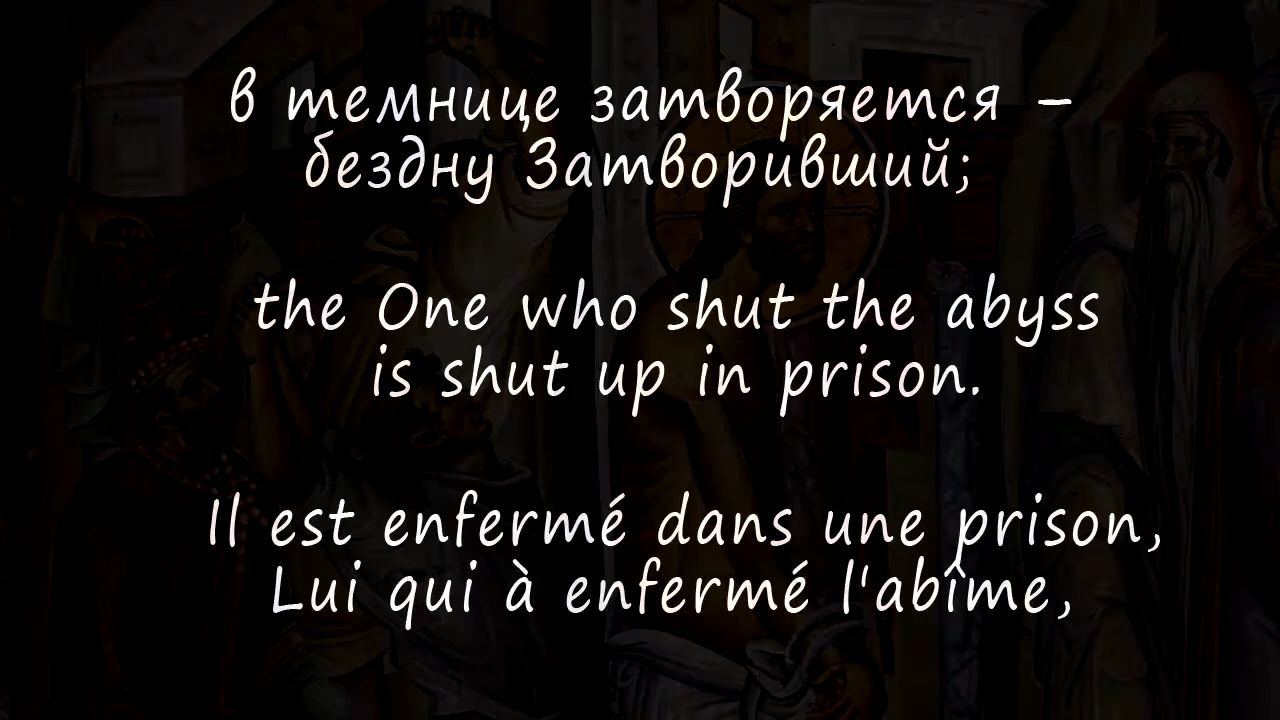 в темнице затворяется –
бездну Затворивший;
the One who shut the abyss
is shut up in prison.
Il est enfermé dans une prison,
Lui qui à enfermé l'abîme,